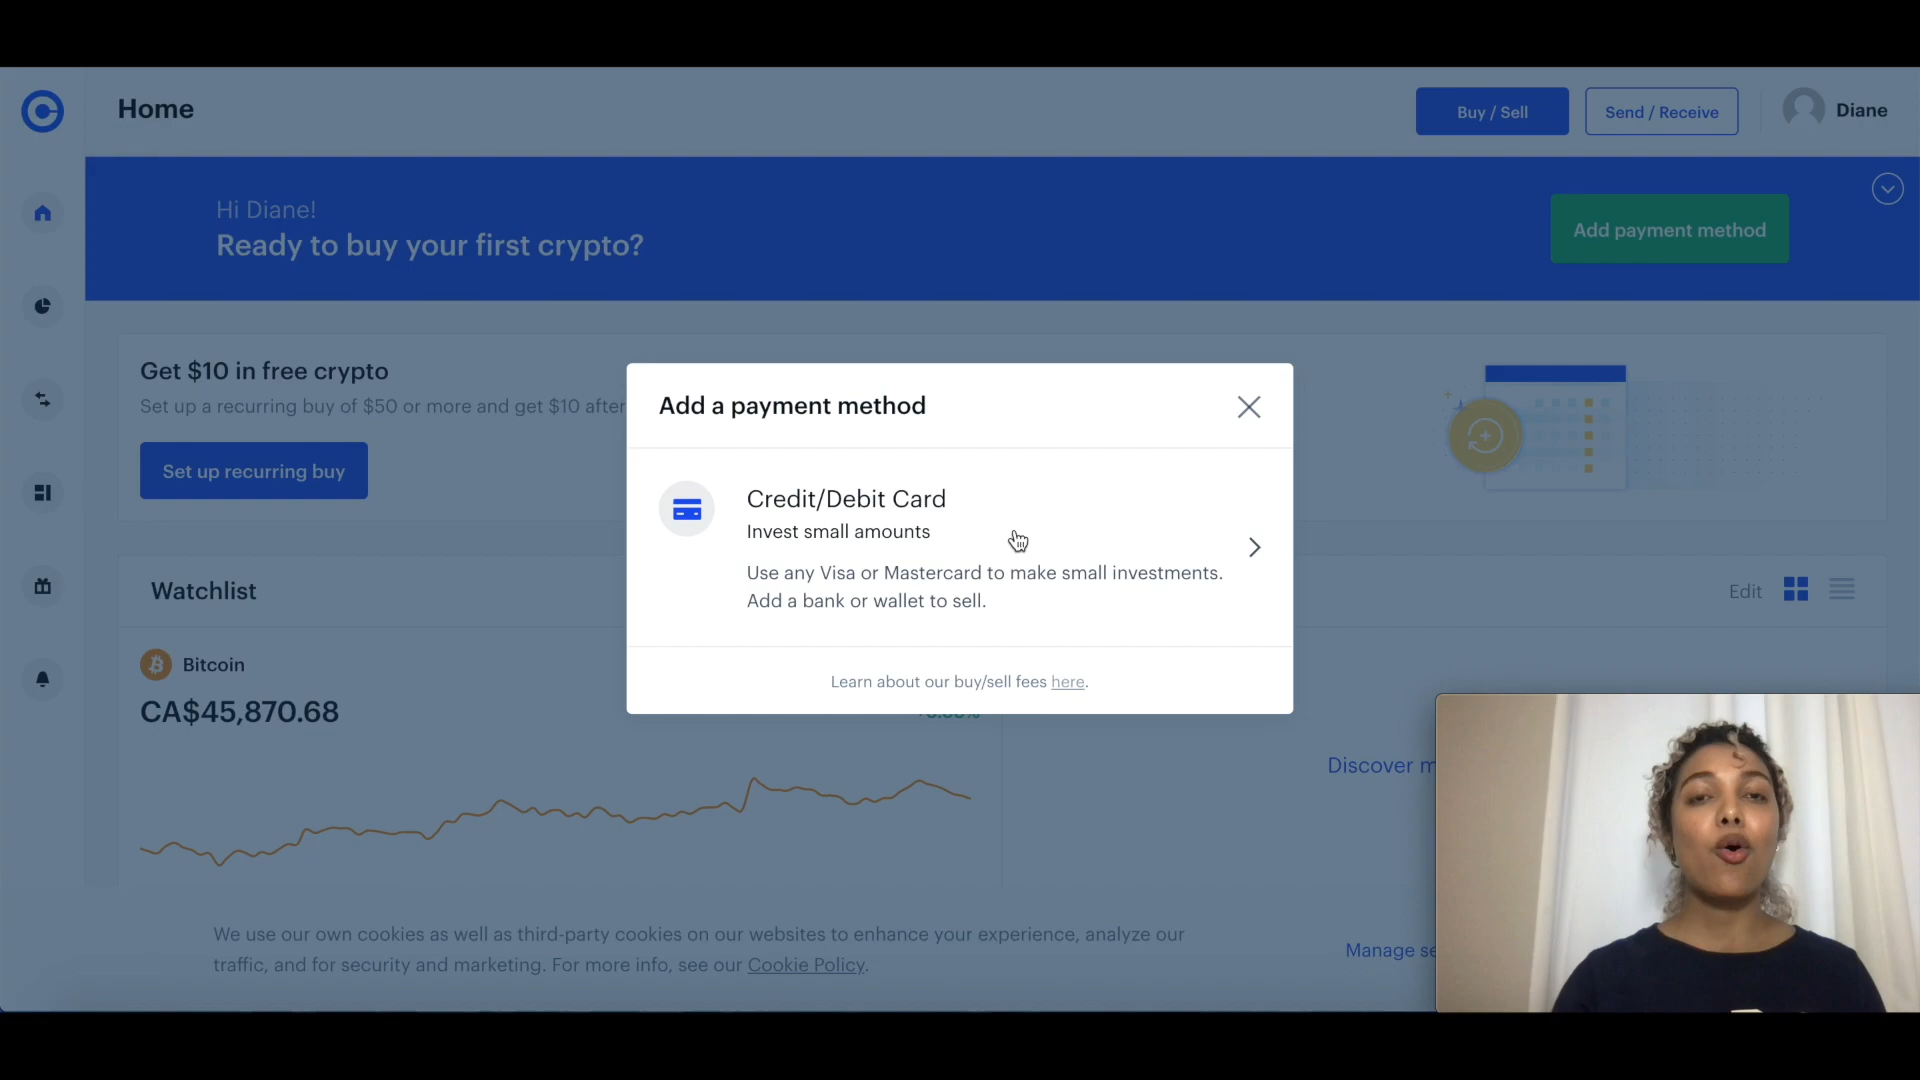 Home
Buy / Sell
Send / Receive
Diane
Hi Diane!
Ready to buy your first crypto?
Add payment method
Get $10 in free crypto
Set up a recurring buy of $50 or more and get $10 after
Set up recurring buy
Add a payment method
Credit/Debit Card
Invest small amounts
Use any Visa or Mastercard to make small investments.
Add a bank or wallet to sell.
Learn about our buy/sell fees here.
Watchlist
Edit
Bitcoin
CA$45,870.68
Discover
We use our own cookies as well as third-party cookies on our websites to enhance your experience, analyze our
traffic, and for security and marketing. For more info, see our Cookie Policy.
Manage